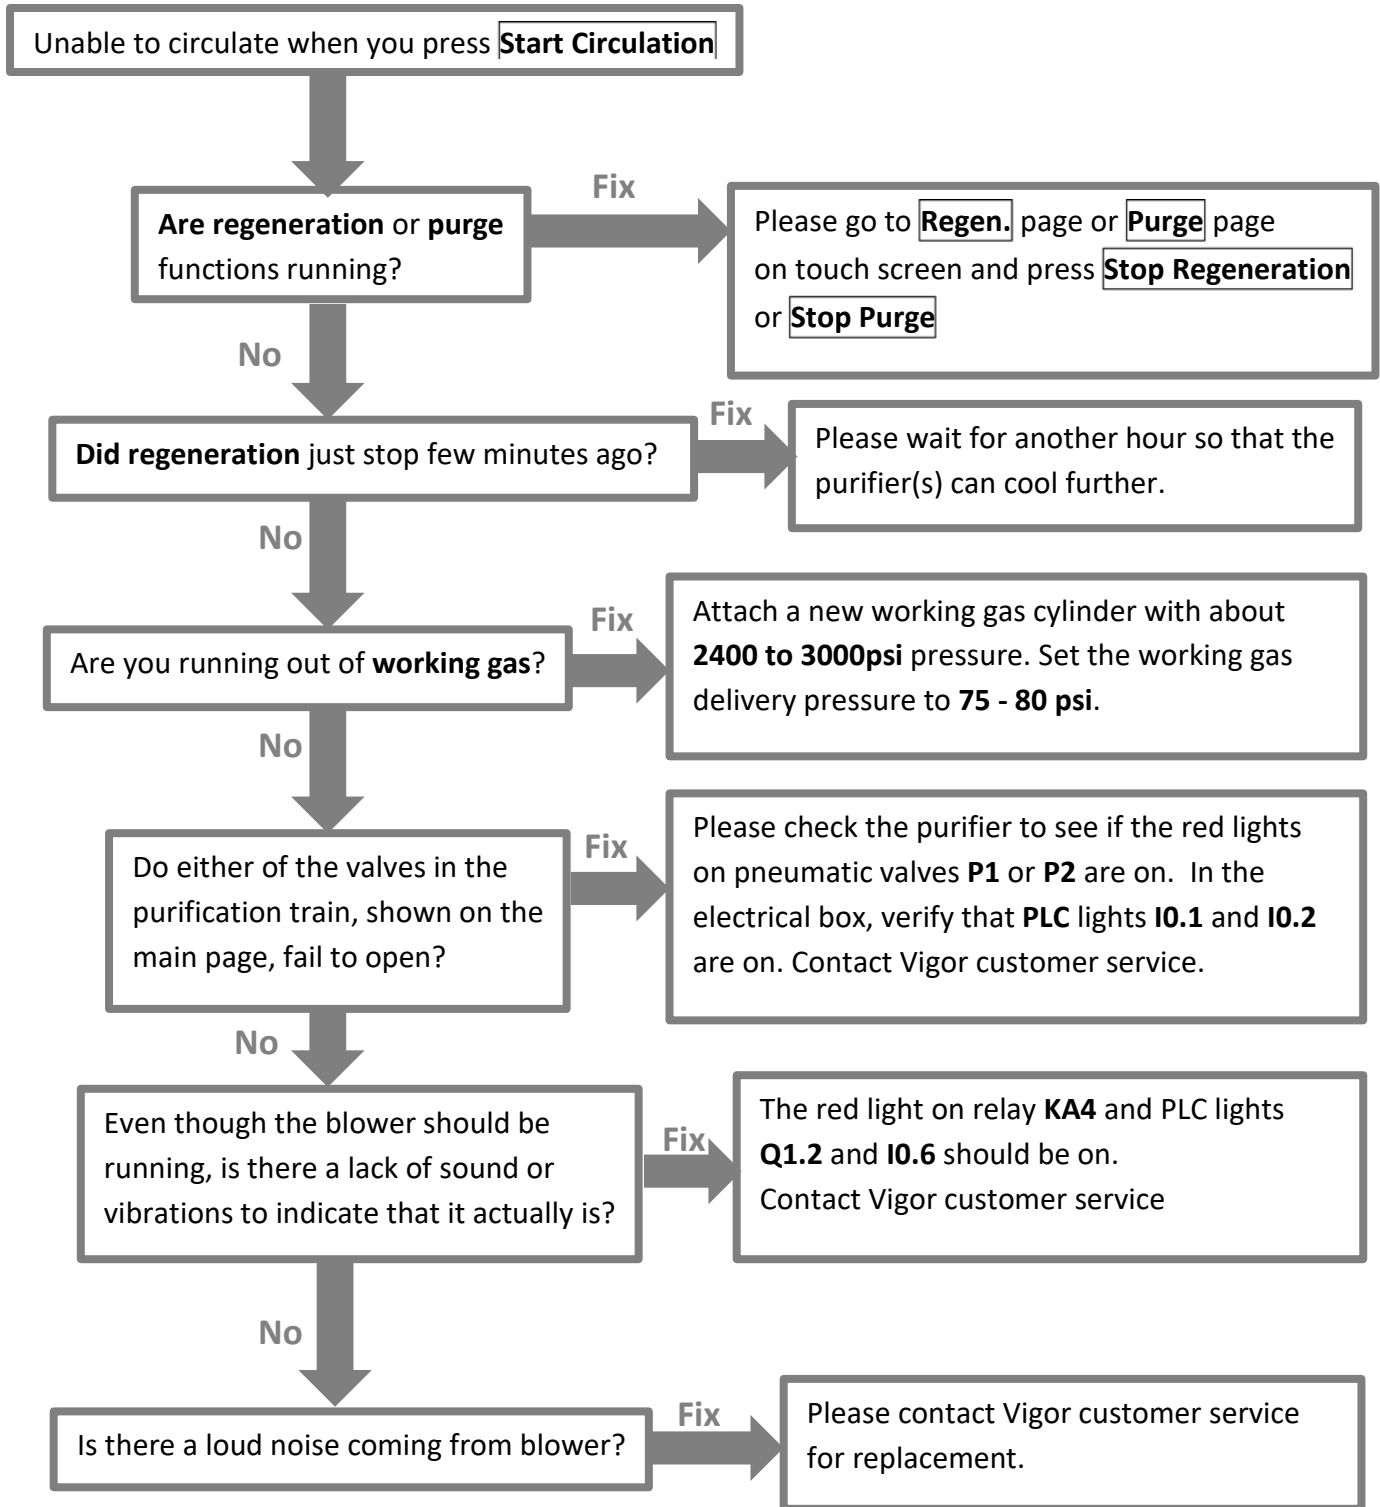 Unable to circulate when you press Start Circulation
Are regeneration or purge
functions running?
Fix
Please go to Regen. page or Purge page
on touch screen and press Stop Regeneration
or Stop Purge
No
Did regeneration just stop few minutes ago?
Fix
Please wait for another hour so that the
purifier(s) can cool further.
No
Are you running out of working gas?
Fix
Attach a new working gas cylinder with about
2400 to 3000psi pressure. Set the working gas
delivery pressure to 75 - 80 psi.
No
Do either of the valves in the
purification train, shown on the
main page, fail to open?
Fix
Please check the purifier to see if the red lights
on pneumatic valves P1 or P2 are on.  In the
electrical box, verify that PLC lights I0.1 and I0.2
are on. Contact Vigor customer service.
No
Even though the blower should be
running, is there a lack of sound or
vibrations to indicate that it actually is?
Fix
The red light on relay KA4 and PLC lights
Q1.2 and I0.6 should be on.
Contact Vigor customer service
No
Is there a loud noise coming from blower?
Fix
Please contact Vigor customer service
for replacement.